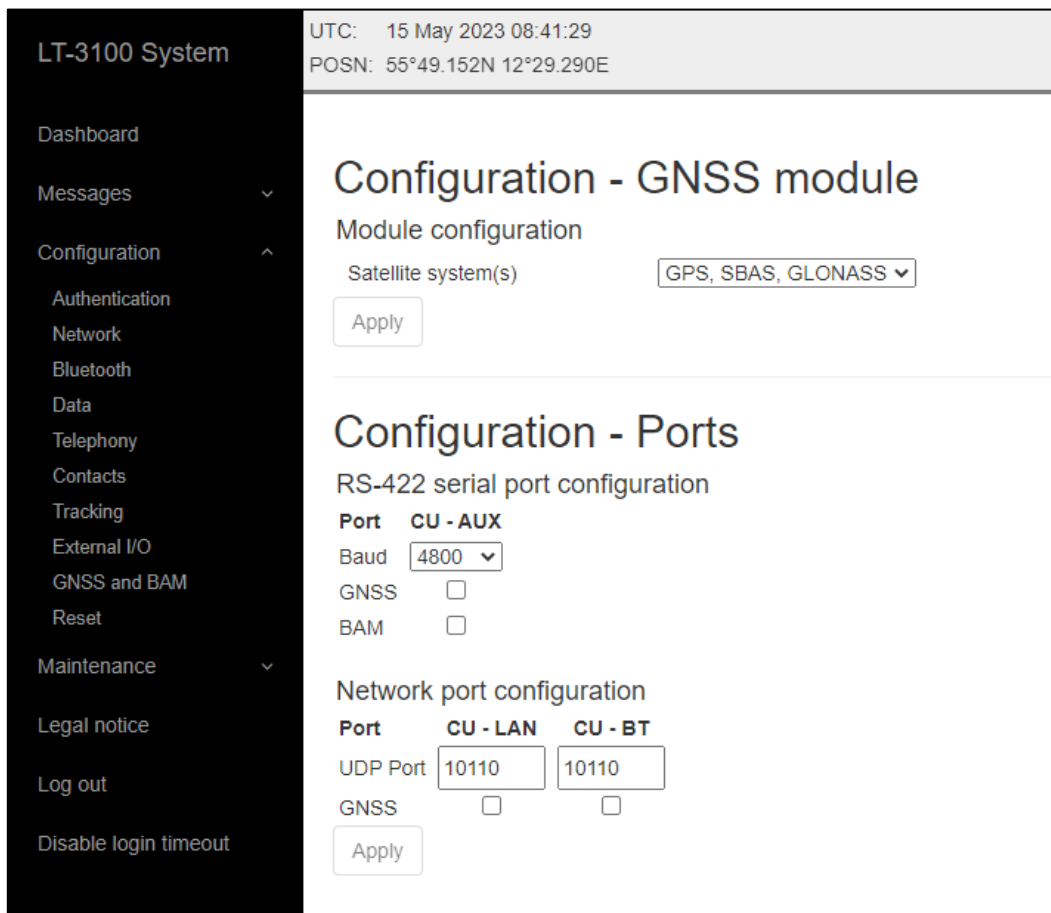 LT-3100 System
Dashboard
Messages
Configuration
Authentication
Network
Bluetooth
Data
Telephony
Contacts
Tracking
External I/O
GNSS and BAM
Reset
Maintenance
Legal notice
Log out
Disable login timeout
UTC: 15 May 2023 08:41:29
POSN: 55°49.152N 12°29.290E
Configuration - GNSS module
Module configuration
Satellite system(s) GPS, SBAS, GLONASS
Apply
Configuration - Ports
RS-422 serial port configuration
Port CU - AUX
Baud 4800
GNSS
BAM
Network port configuration
Port CU - LAN CU - BT
UDP Port 10110 10110
GNSS
Apply